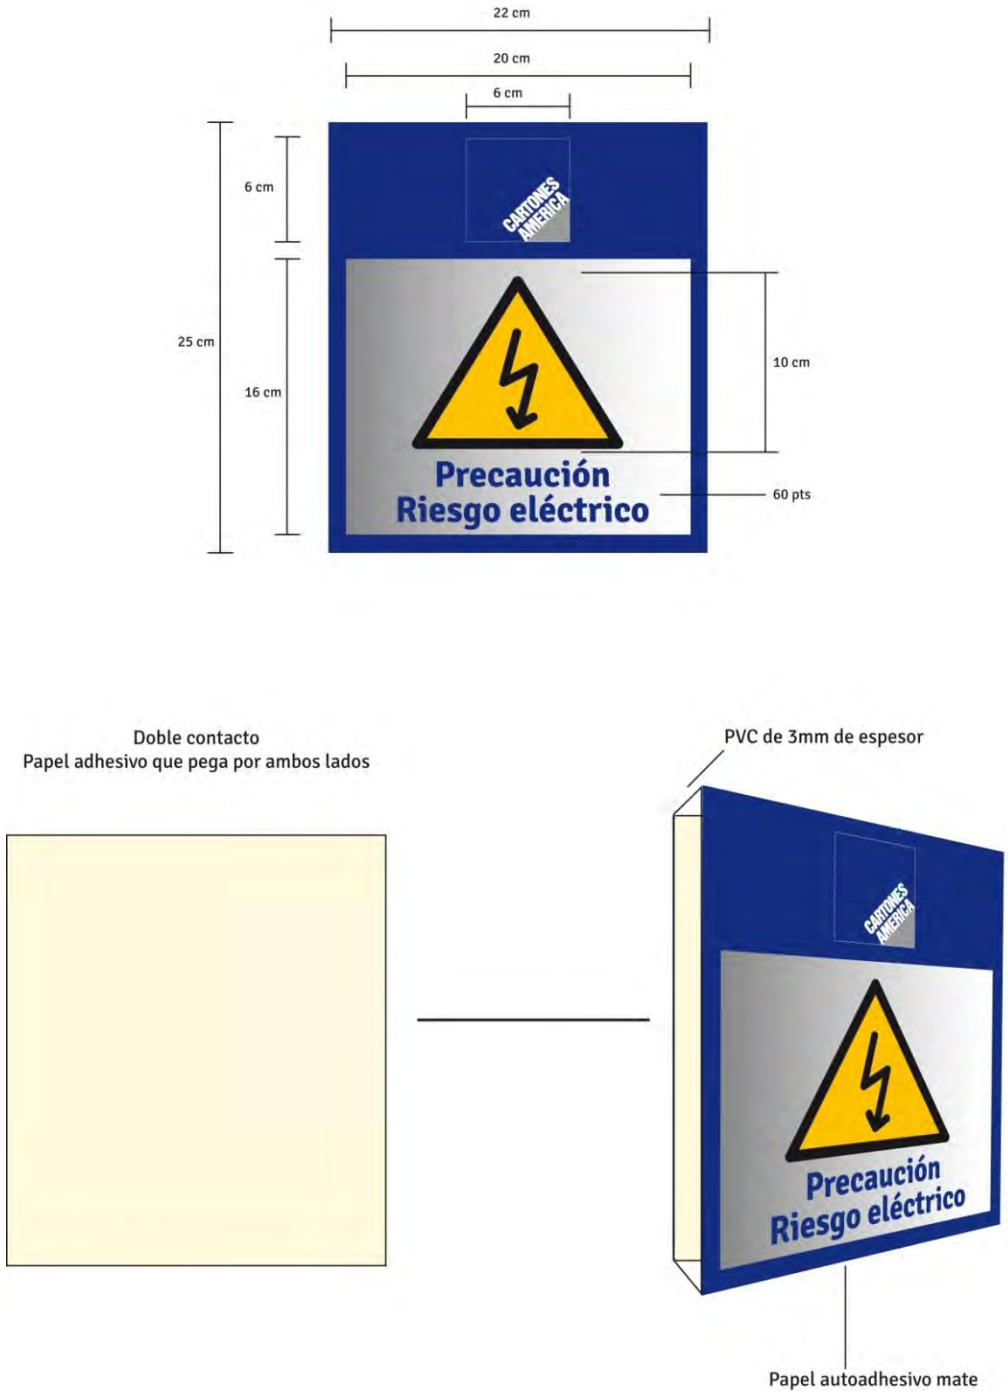 22 cm
20 cm
6 cm
6 cm
CARTONES
AMERICA
25 cm
16 cm
10 cm
Precaución
Riesgo eléctrico
60 pts
Doble contacto
Papel adhesivo que pega por ambos lados
PVC de 3mm de espesor
CARTONES
AMERICA
Precaución
Riesgo eléctrico
Papel autoadhesivo mate